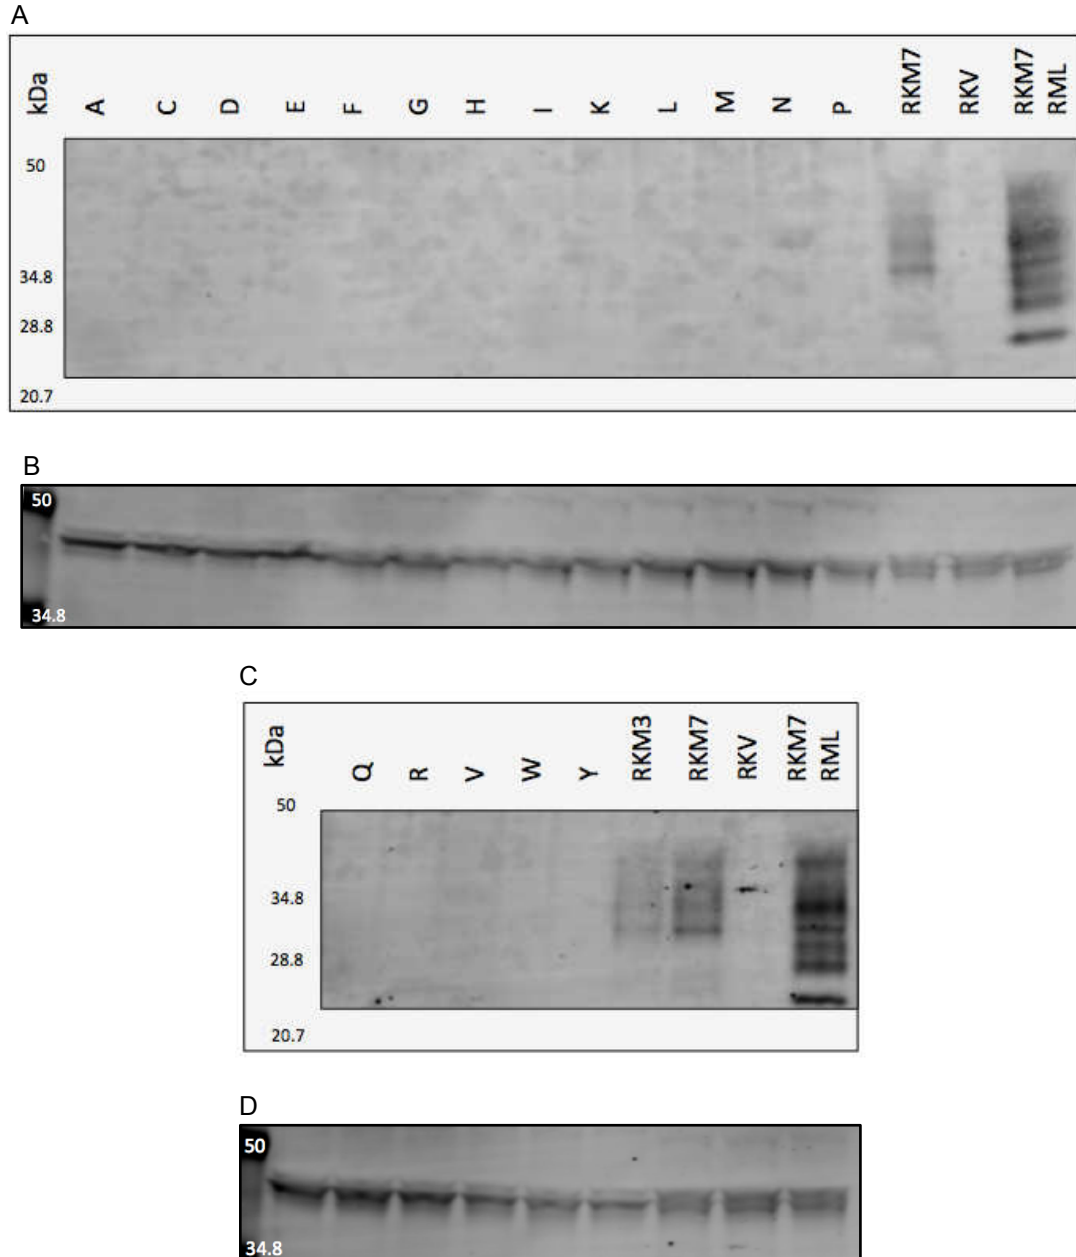 A
kDa A C D E F G H I K L M N P RKM7 RKV RKM7 RML
50
34.8
28.8
20.7
B
50
34.8
C
kDa Q R V W Y RKM3 RKM7 RKV RKM7 RML
50
34.8
28.8
20.7
D
50
34.8